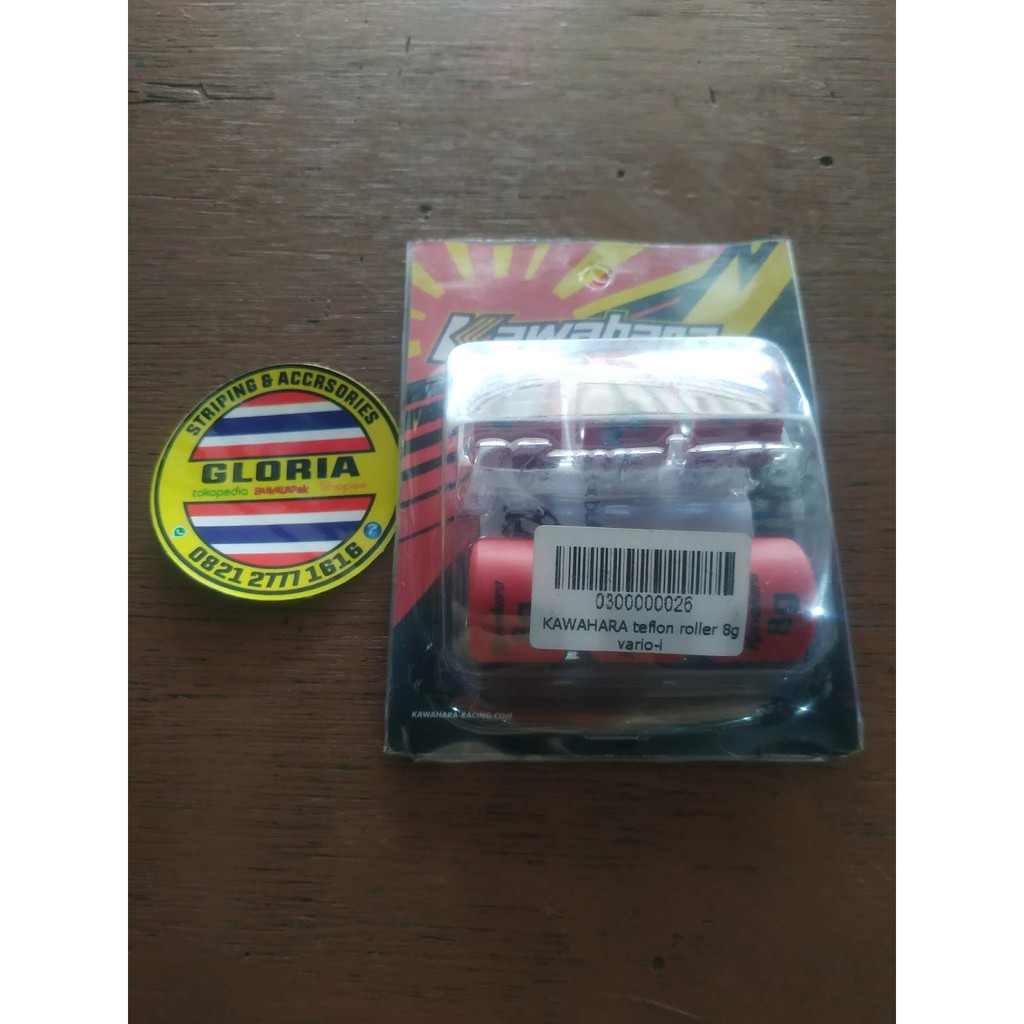 Kawahara
STRIPING & ACCRSORIES
GLORIA
tokopedia BukaLapak Shopee
0821 2777 1616
0300000026
KAWAHARA teflon roller 8g
vario-i
KAWAHARA-RACING.COM